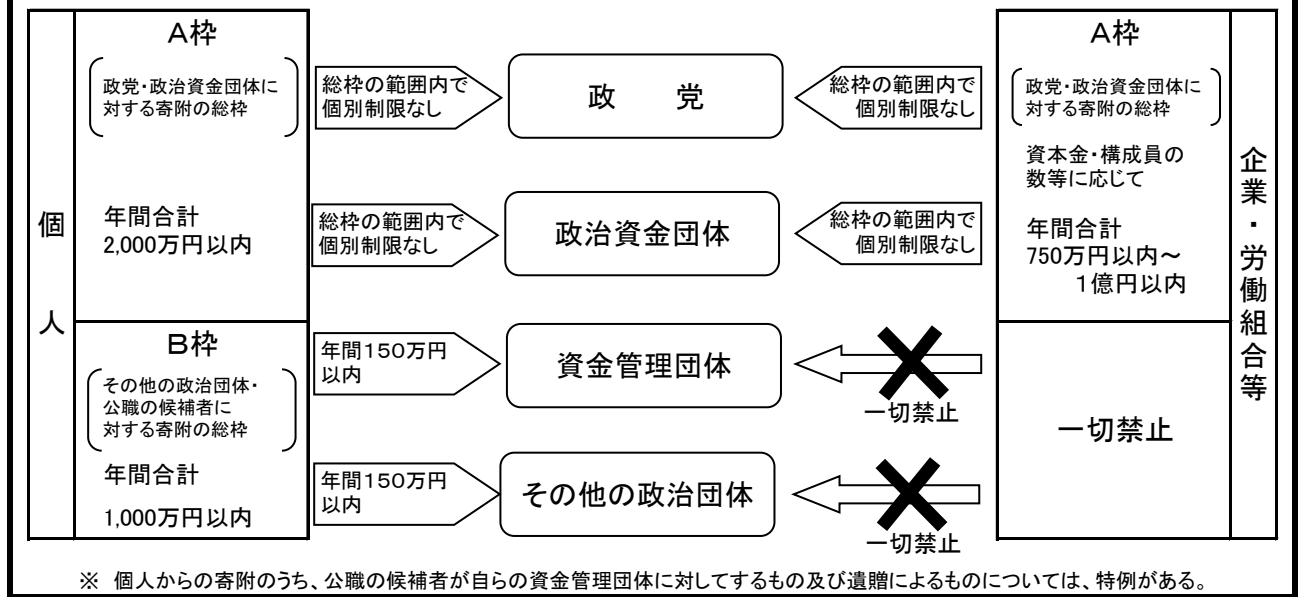 個人
A枠
政党・政治資金団体に
対する寄附の総枠
年間合計
2,000万円以内
B枠
その他の政治団体・
公職の候補者に
対する寄附の総枠
年間合計
1,000万円以内
総枠の範囲内で
個別制限なし
政 党
総枠の範囲内で
個別制限なし
総枠の範囲内で
個別制限なし
政治資金団体
総枠の範囲内で
個別制限なし
年間150万円
以内
資金管理団体
一切禁止
年間150万円
以内
その他の政治団体
一切禁止
A枠
政党・政治資金団体に
対する寄附の総枠
資本金・構成員の
数等に応じて
年間合計
750万円以内～
1億円以内
一切禁止
企業・労働組合等
※ 個人からの寄附のうち、公職の候補者が自らの資金管理団体に対してするもの及び遺贈によるものについては、特例がある。